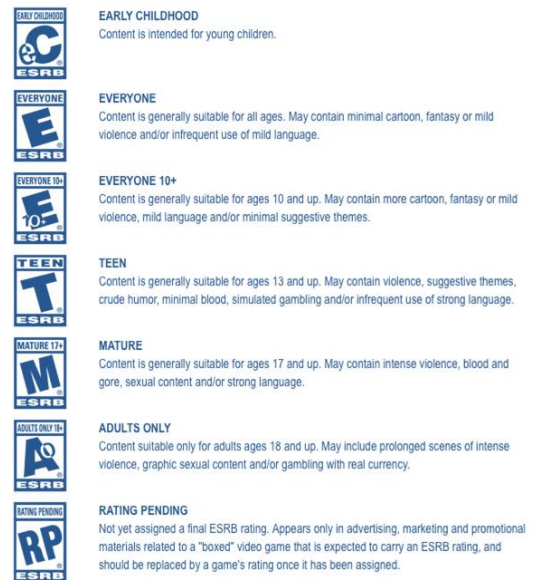 EARLY CHILDHOOD
eC
®
ESRB
EARLY CHILDHOOD
Content is intended for young children.
EVERYONE
E
®
ESRB
EVERYONE
Content is generally suitable for all ages. May contain minimal cartoon, fantasy or mild
violence and/or infrequent use of mild language.
EVERYONE 10+
E
10+
®
ESRB
EVERYONE 10+
Content is generally suitable for ages 10 and up. May contain more cartoon, fantasy or mild
violence, mild language and/or minimal suggestive themes.
TEEN
T
®
ESRB
TEEN
Content is generally suitable for ages 13 and up. May contain violence, suggestive themes,
crude humor, minimal blood, simulated gambling and/or infrequent use of strong language.
MATURE 17+
M
®
ESRB
MATURE
Content is generally suitable for ages 17 and up. May contain intense violence, blood and
gore, sexual content and/or strong language.
ADULTS ONLY 18+
AO
®
ESRB
ADULTS ONLY
Content suitable only for adults ages 18 and up. May include prolonged scenes of intense
violence, graphic sexual content and/or gambling with real currency.
RATING PENDING
RP
®
ESRB
RATING PENDING
Not yet assigned a final ESRB rating. Appears only in advertising, marketing and promotional
materials related to a "boxed" video game that is expected to carry an ESRB rating, and
should be replaced by a game's rating once it has been assigned.